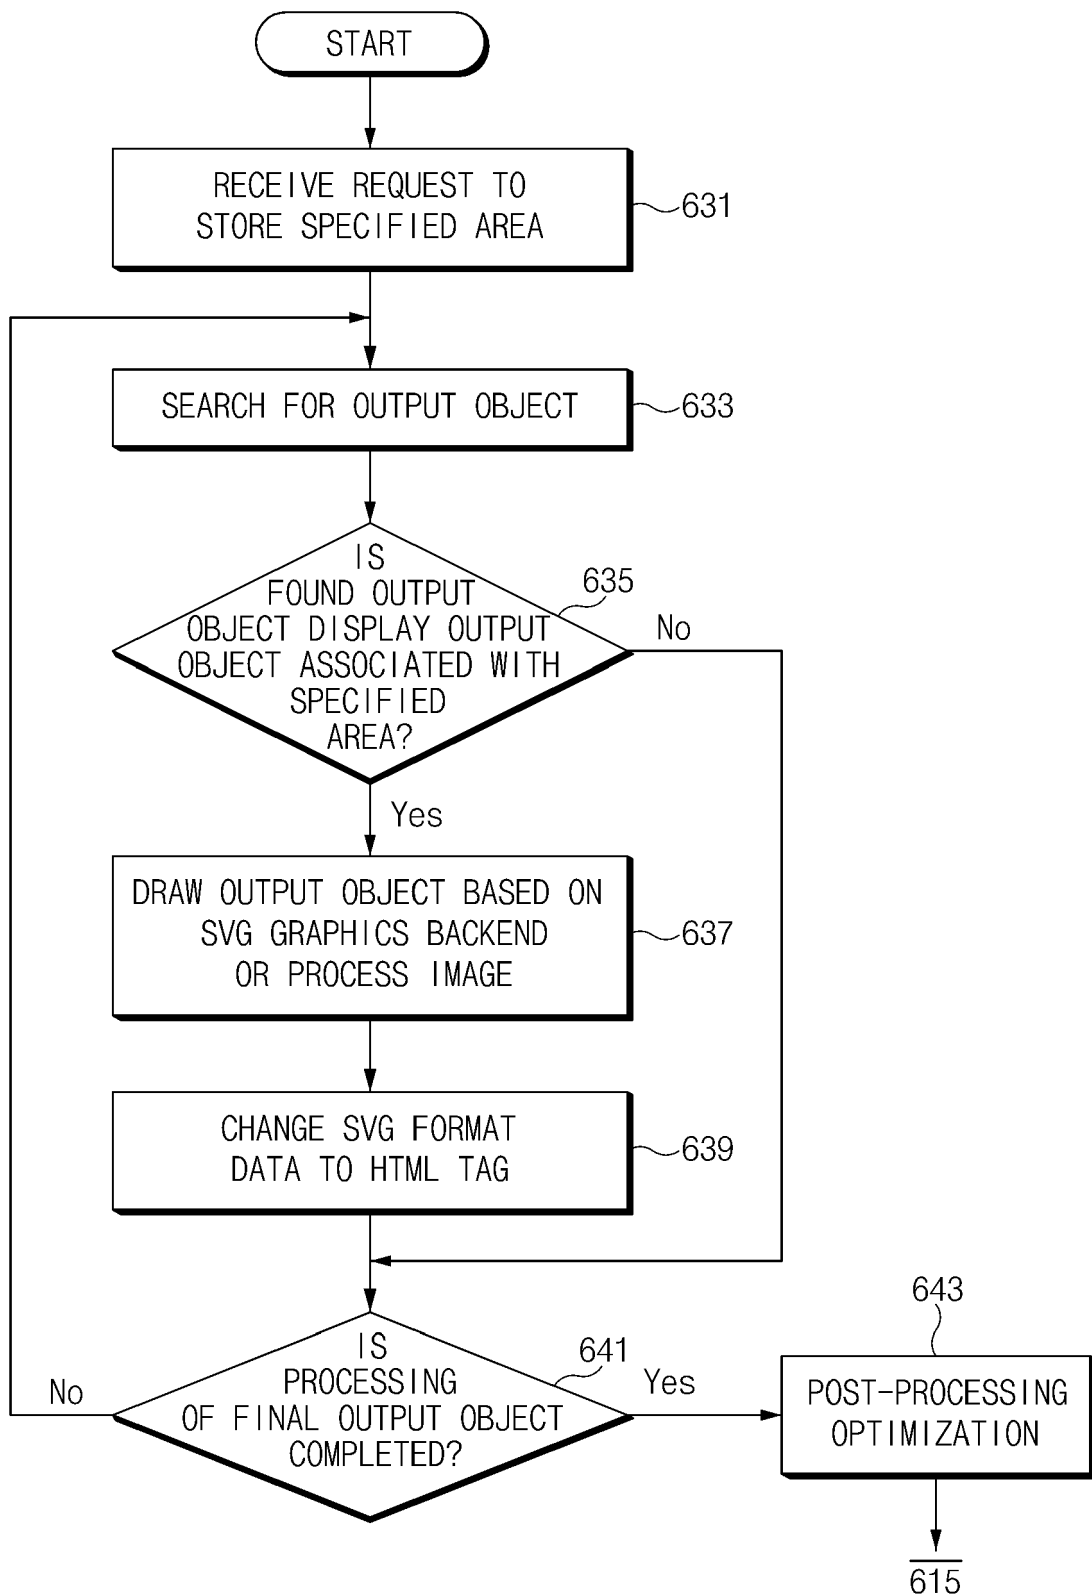 START
RECEIVE REQUEST TO
STORE SPECIFIED AREA
631
SEARCH FOR OUTPUT OBJECT
633
IS
FOUND OUTPUT
OBJECT DISPLAY OUTPUT
OBJECT ASSOCIATED WITH
SPECIFIED
AREA?
635
No
Yes
DRAW OUTPUT OBJECT BASED ON
SVG GRAPHICS BACKEND
OR PROCESS IMAGE
637
CHANGE SVG FORMAT
DATA TO HTML TAG
639
IS
PROCESSING
OF FINAL OUTPUT OBJECT
COMPLETED?
641
No
Yes
643
POST-PROCESSING
OPTIMIZATION
615